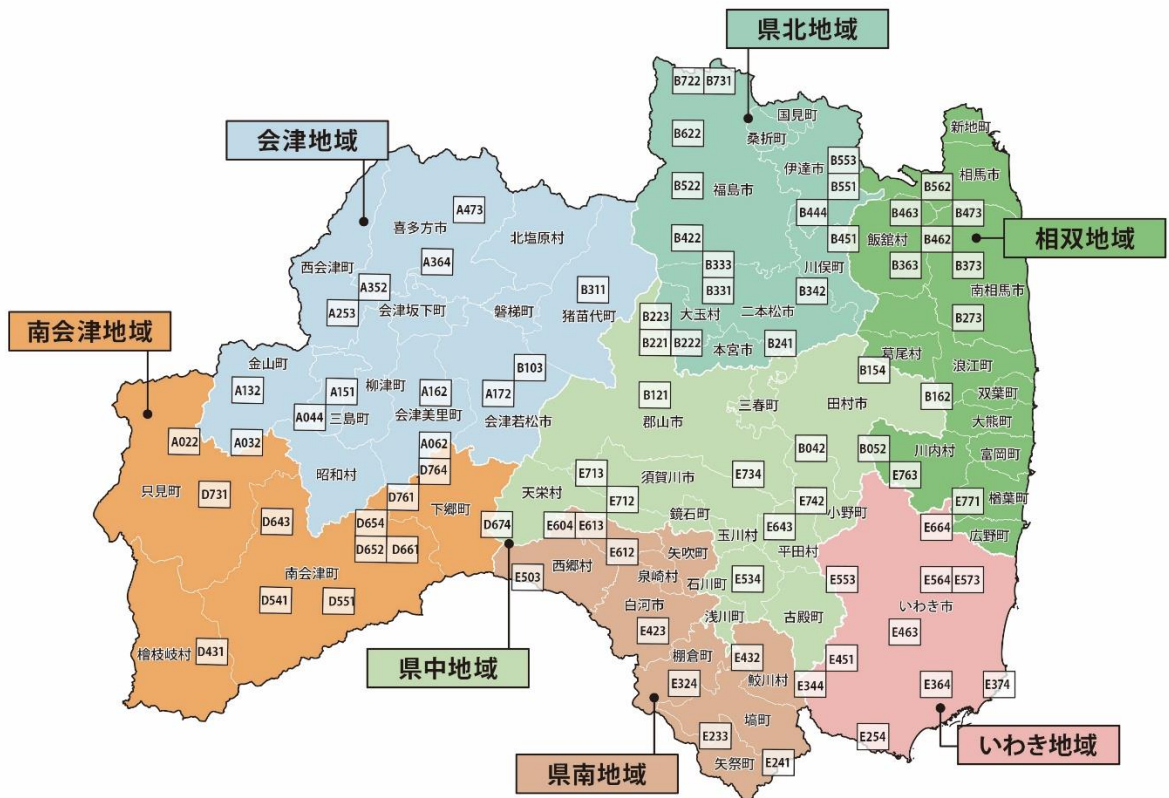 県北地域
B722 B731
国見町
桑折町
新地町
会津地域
B622
伊達市
B553
相馬市
B522
福島市
B551
B562
A473
B444
B463
B473
喜多方市
北塩原村
B422
B451
飯舘村
B462
相双地域
西会津町
A364
B333
川俣町
B363
B373
A352
B311
B331
B342
南相馬市
A253
会津坂下町
磐梯町
猪苗代町
大玉村
二本松市
B223
B273
南会津地域
B221 B222
本宮市
B241
金山町
葛尾村
浪江町
B103
B154
A132
A151
柳津町
A162
A172
B121
三春町
田村市
B162
双葉町
A044
三島町
会津美里町
会津若松市
郡山市
大熊町
A022
A032
A062
B042
B052
川内村
富岡町
昭和村
D764
E713
須賀川市
E734
E763
只見町
D731
D761
下郷町
天栄村
E712
E742
小野町
E771
楢葉町
D643
D654
D674
E604 E613
鏡石町
玉川村
E643
E664
広野町
D652 D661
E612
矢吹町
平田村
南会津町
西郷村
泉崎村
E503
石川町
E534
E553
E564 E573
D541
D551
白河市
浅川町
古殿町
いわき市
E423
E463
檜枝岐村
D431
棚倉町
E432
E451
県中地域
E324
鮫川村
E344
E364
E374
塙町
E233
E254
県南地域
矢祭町
E241
いわき地域